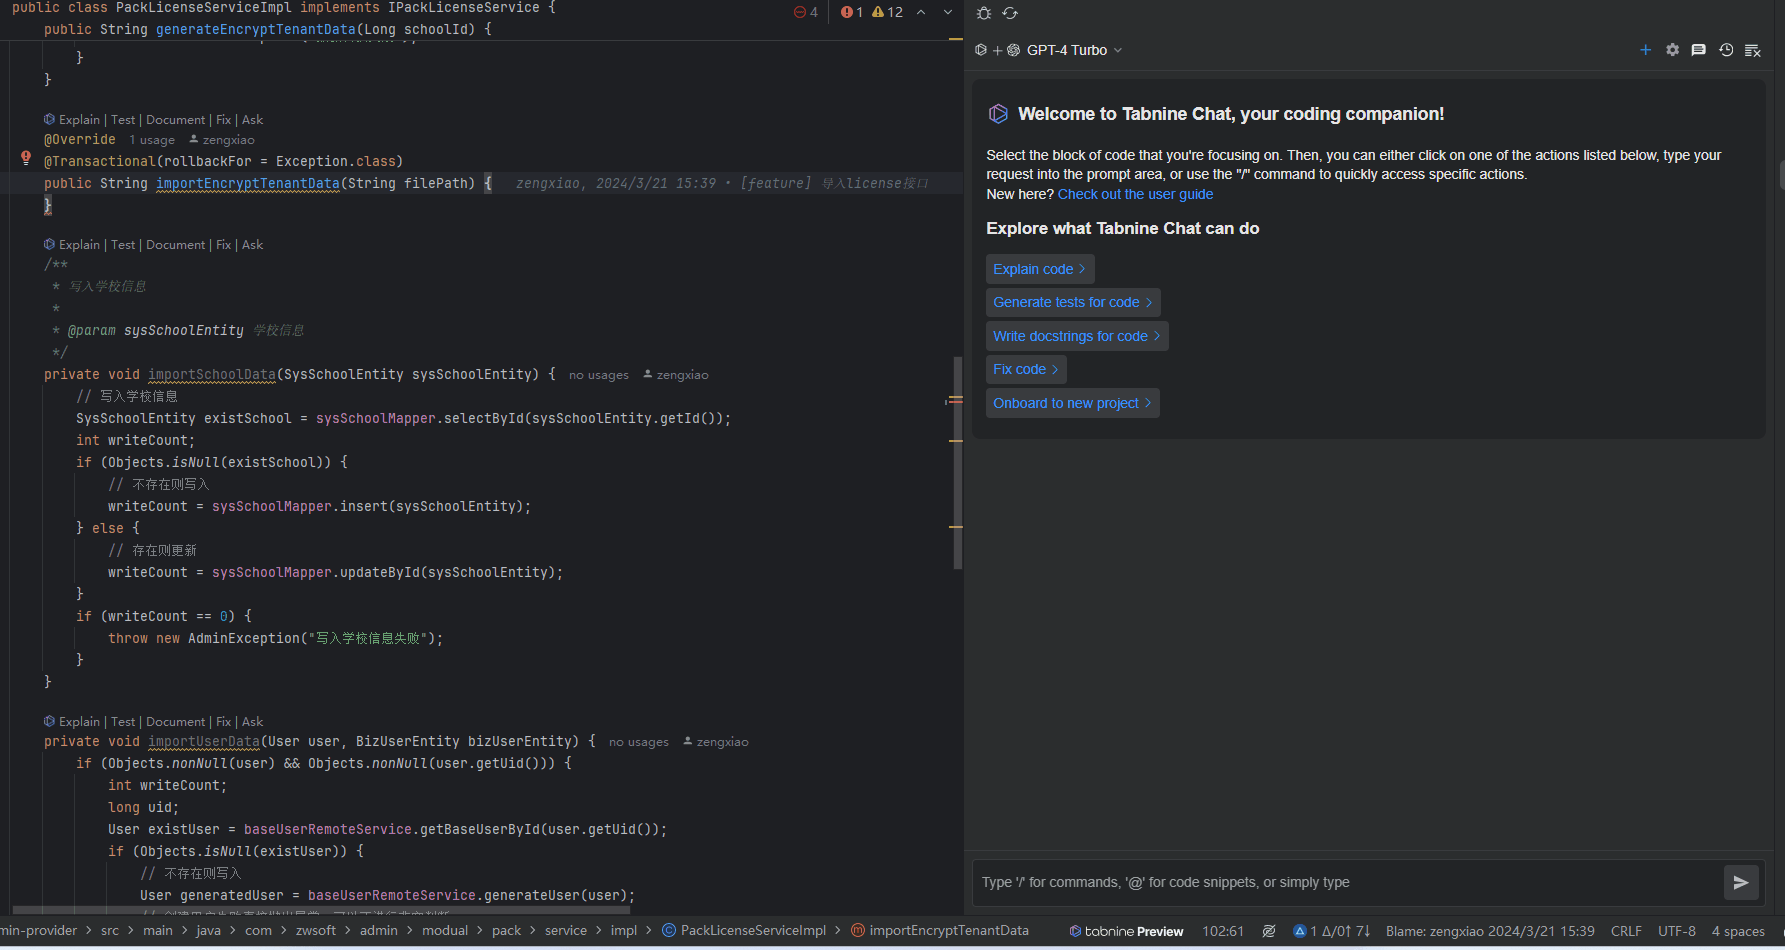 public class PackLicenseServiceImpl implements IPackLicenseService {
4 1 12
public String generateEncryptTenantData(Long schoolId) {
}
}
Explain | Test | Document | Fix | Ask
@Override 1 usage zengxiao
@Transactional(rollbackFor = Exception.class)
public String importEncryptTenantData(String filePath) { zengxiao, 2024/3/21 15:39 • [feature] 导入license接口
}
Explain | Test | Document | Fix | Ask
/**
* 写入学校信息
*
* @param sysSchoolEntity 学校信息
*/
private void importSchoolData(SysSchoolEntity sysSchoolEntity) { no usages zengxiao
// 写入学校信息
SysSchoolEntity existSchool = sysSchoolMapper.selectById(sysSchoolEntity.getId());
int writeCount;
if (Objects.isNull(existSchool)) {
// 不存在则写入
writeCount = sysSchoolMapper.insert(sysSchoolEntity);
} else {
// 存在则更新
writeCount = sysSchoolMapper.updateById(sysSchoolEntity);
}
if (writeCount == 0) {
throw new AdminException("写入学校信息失败");
}
}
Explain | Test | Document | Fix | Ask
private void importUserData(User user, BizUserEntity bizUserEntity) { no usages zengxiao
if (Objects.nonNull(user) && Objects.nonNull(user.getUid())) {
int writeCount;
long uid;
User existUser = baseUserRemoteService.getBaseUserById(user.getUid());
if (Objects.isNull(existUser)) {
// 不存在则写入
User generatedUser = baseUserRemoteService.generateUser(user);
+ GPT-4 Turbo
Welcome to Tabnine Chat, your coding companion!
Select the block of code that you're focusing on. Then, you can either click on one of the actions listed below, type your
request into the prompt area, or use the "/" command to quickly access specific actions.
New here? Check out the user guide
Explore what Tabnine Chat can do
Explain code >
Generate tests for code >
Write docstrings for code >
Fix code >
Onboard to new project >
Type '/' for commands, '@' for code snippets, or simply type
min-provider > src > main > java > com > zwsoft > admin > modual > pack > service > impl > PackLicenseServiceImpl > importEncryptTenantData tabnine Preview 102:61 1 Δ/0↑ 7↓ Blame: zengxiao 2024/3/21 15:39 CRLF UTF-8 4 spaces